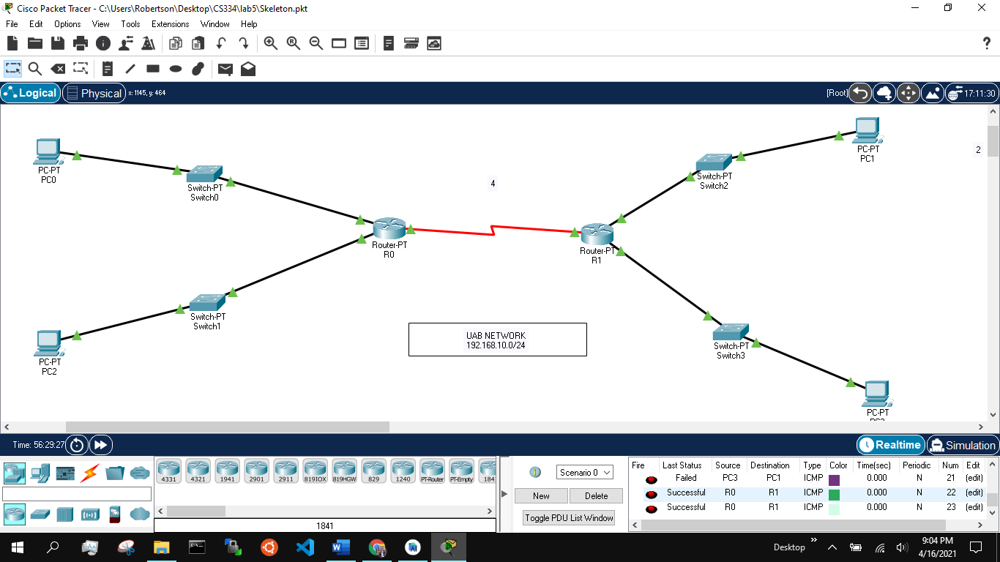 Cisco Packet Tracer - C:\Users\Robertson\Desktop\CS334\lab5\Skeleton.pkt
File Edit Options View Tools Extensions Window Help
?
Logical Physical x: 1145, y: 464 [Root] 17:11:30
PC-PT
PC0
Switch-PT
Switch0
4
Switch-PT
Switch2
PC-PT
PC1
2
Router-PT
R0
Router-PT
R1
Switch-PT
Switch1
PC-PT
PC2
UAB NETWORK
192.168.10.0/24
Switch-PT
Switch3
PC-PT
PC3
Time: 56:29:27 Realtime Simulation
4331 4321 1941 2901 2911 819IOX 819HGW 829 1240 PT-Router PT-Empty 184
1841
Scenario 0
New Delete
Toggle PDU List Window
Fire Last Status Source Destination Type Color Time(sec) Periodic Num Edit
Failed PC3 PC1 ICMP 0.000 N 21 (edit)
Successful R0 R1 ICMP 0.000 N 22 (edit)
Successful R0 R1 ICMP 0.000 N 23 (edit)
Desktop
9:04 PM
4/16/2021